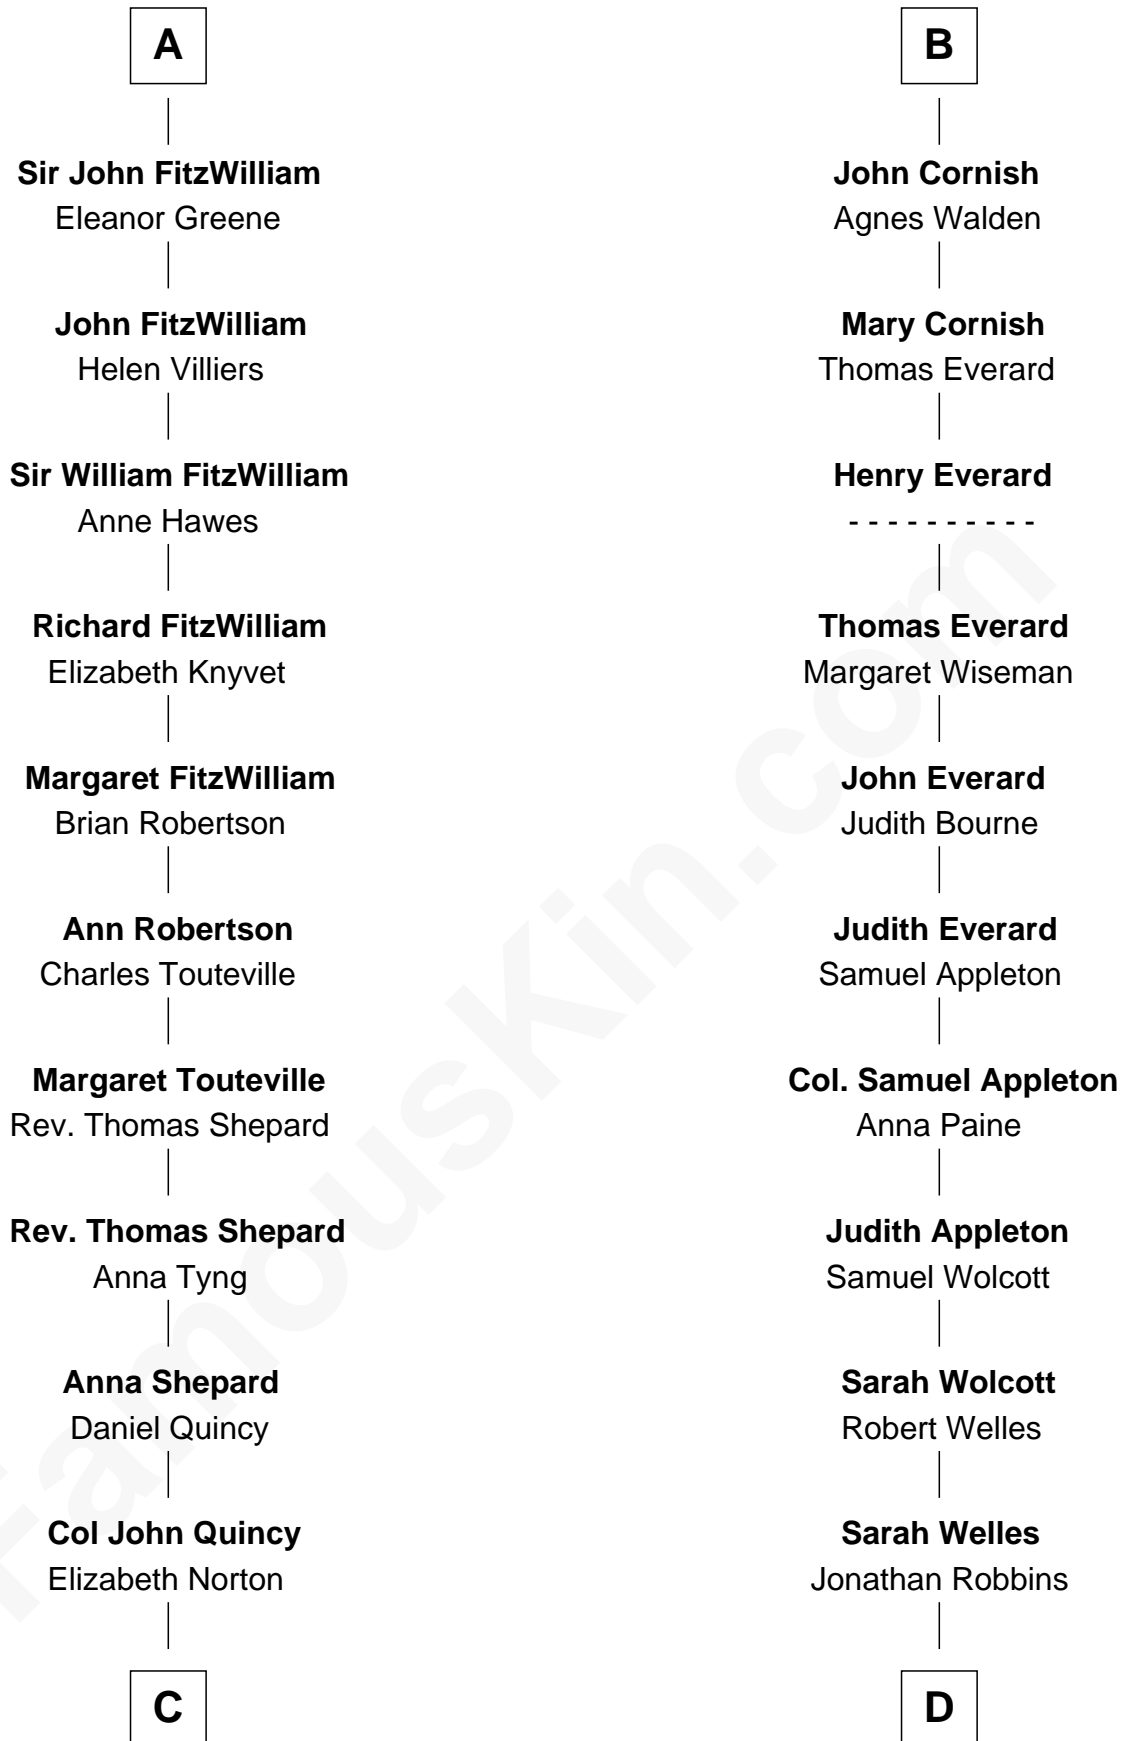 A
Sir John FitzWilliam
Eleanor Greene
John FitzWilliam
Helen Villiers
Sir William FitzWilliam
Anne Hawes
Richard FitzWilliam
Elizabeth Knyvet
Margaret FitzWilliam
Brian Robertson
Ann Robertson
Charles Touteville
Margaret Touteville
Rev. Thomas Shepard
Rev. Thomas Shepard
Anna Tyng
Anna Shepard
Daniel Quincy
Col John Quincy
Elizabeth Norton
C
B
John Cornish
Agnes Walden
Mary Cornish
Thomas Everard
Henry Everard
- - - - - - - - - -
Thomas Everard
Margaret Wiseman
John Everard
Judith Bourne
Judith Everard
Samuel Appleton
Col. Samuel Appleton
Anna Paine
Judith Appleton
Samuel Wolcott
Sarah Wolcott
Robert Welles
Sarah Welles
Jonathan Robbins
D
FamousKin.com